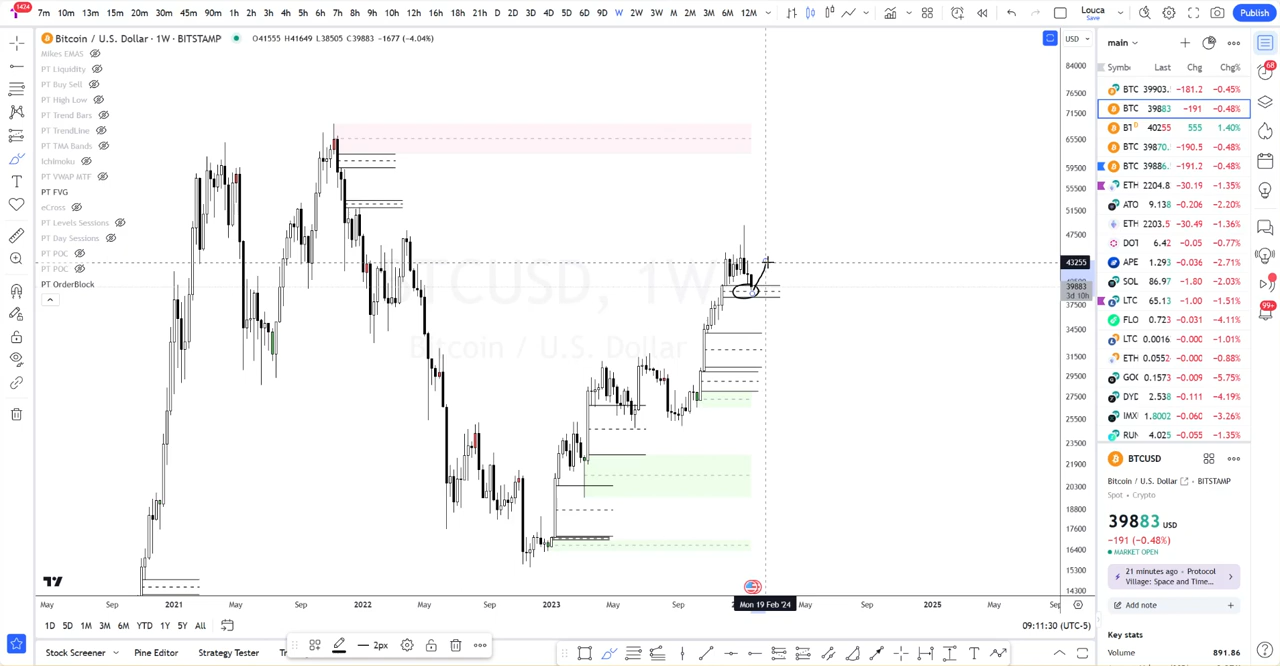 1424
7m 10m 13m 15m 20m 30m 45m 90m 1h 2h 3h 4h 5h 6h 7h 8h 9h 10h 12h 16h 18h 21h D 2D 3D 4D 5D 6D 9D W 2W 3W M 2M 3M 6M 12M
Louca
Save
Publish
Bitcoin / U.S. Dollar · 1W · BITSTAMP
O41555 H41649 L38505 C39883 −1677 (−4.04%)
Mikes EMAS
PT Liquidity
PT Buy Sell
PT High Low
PT Trend Bars
PT TrendLine
PT TMA Bands
Ichimoku
PT VWAP MTF
PT FVG
eCross
PT Levels Sessions
PT Day Sessions
PT POC
PT POC
PT OrderBlock
BTCUSD, 1W
Bitcoin / U.S. Dollar
USD
84000
76500
71500
65500
59500
55500
51500
47500
43255
39883
3d 10h
37500
34500
31500
29500
27500
25500
23500
21900
20300
18800
17600
16400
15300
14300
May Sep 2021 May Sep 2022 May Sep 2023 May Sep Mon 19 Feb '24 May Sep 2025 May Sep
1D 5D 1M 3M 6M YTD 1Y 5Y All
09:11:30 (UTC-5)
2px
Stock Screener Pine Editor Strategy Tester
main
Symb Last Chg Chg%
BTC 39903. −181.2 −0.45%
BTC 39883 −191 −0.48%
BT D 40255 555 1.40%
BTC 39870. −190.5 −0.48%
BTC 39886. −191.2 −0.48%
ETH 2204.8 −30.19 −1.35%
ATO 9.138 −0.206 −2.20%
ETH 2203.5 −30.49 −1.36%
DOT 6.42 −0.05 −0.77%
APE 1.293 −0.036 −2.71%
SOL 86.97 −1.80 −2.03%
LTC 65.13 −1.00 −1.51%
FLO 0.723 −0.031 −4.11%
LTC 0.0016 −0.000 −1.01%
ETH 0.0552 −0.000 −0.88%
GOC 0.1573 −0.009 −5.75%
DYD 2.538 −0.111 −4.19%
IMX 1.8002 −0.060 −3.26%
RUN 4.025 −0.055 −1.35%
BTCUSD
Bitcoin / U.S. Dollar BITSTAMP
Spot • Crypto
39883 USD
−191 (−0.48%)
MARKET OPEN
21 minutes ago • Protocol
Village: Space and Time...
Add note
Key stats
Volume 891.86
68
99+